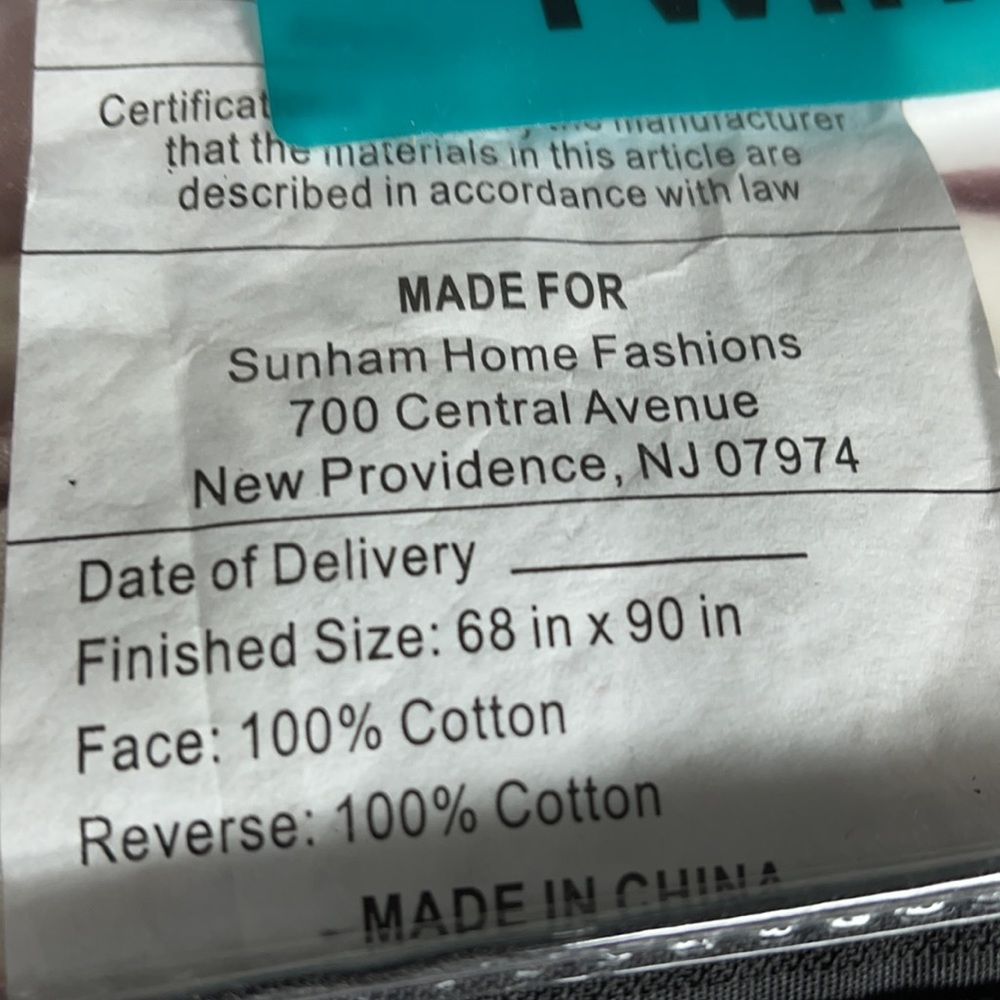 Certificat manufacturer
that the materials in this article are
described in accordance with law
MADE FOR
Sunham Home Fashions
700 Central Avenue
New Providence, NJ 07974
Date of Delivery
Finished Size: 68 in x 90 in
Face: 100% Cotton
Reverse: 100% Cotton
MADE IN CHINA